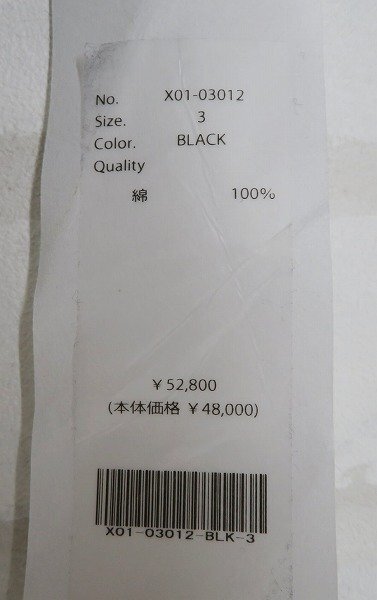 No. X01-03012
Size. 3
Color. BLACK
Quality
綿 100%
¥52,800
(本体価格 ¥48,000)
X01-03012-BLK-3